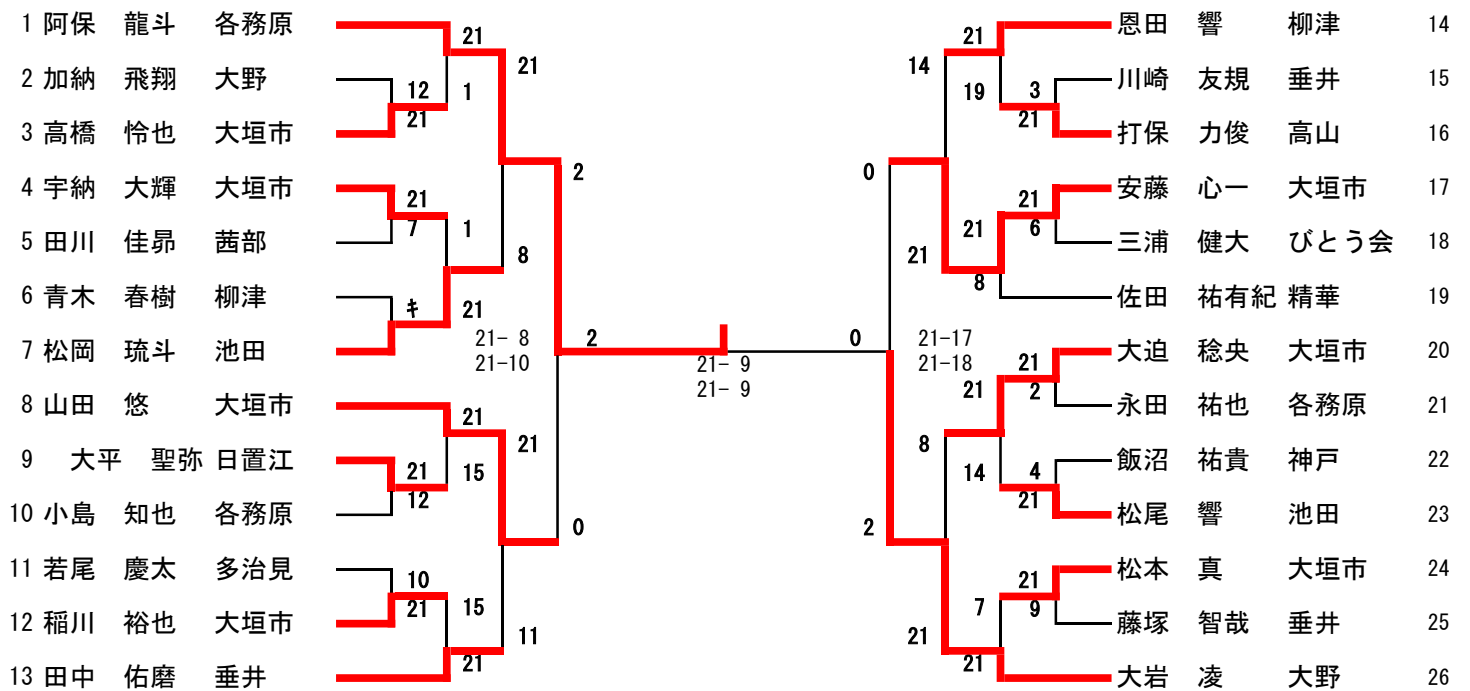 1 阿保 龍斗 各務原
21
21
恩田 響 柳津 14
21
14
2 加納 飛翔 大野
12
1
川崎 友規 垂井 15
3
19
21
21
3 高橋 怜也 大垣市
打保 力俊 高山 16
2
0
4 宇納 大輝 大垣市
21
安藤 心一 大垣市 17
21
7
1
21
6
5 田川 佳昴 茜部
8
21
三浦 健大 びとう会 18
8
6 青木 春樹 柳津
キ
21
佐田 祐有紀 精華 19
7 松岡 琉斗 池田
21- 8
21-10
2
21- 9
21- 9
0
21-17
21-18
大迫 稔央 大垣市 20
21
21
2
8 山田 悠 大垣市
21
永田 祐也 各務原 21
21
8
9 大平 聖弥 日置江
21
15
飯沼 祐貴 神戸 22
14
4
12
21
10 小島 知也 各務原
松尾 響 池田 23
0
2
11 若尾 慶太 多治見
10
松本 真 大垣市 24
21
21
15
7
9
12 稲川 裕也 大垣市
11
21
藤塚 智哉 垂井 25
21
21
13 田中 佑磨 垂井
大岩 凌 大野 26